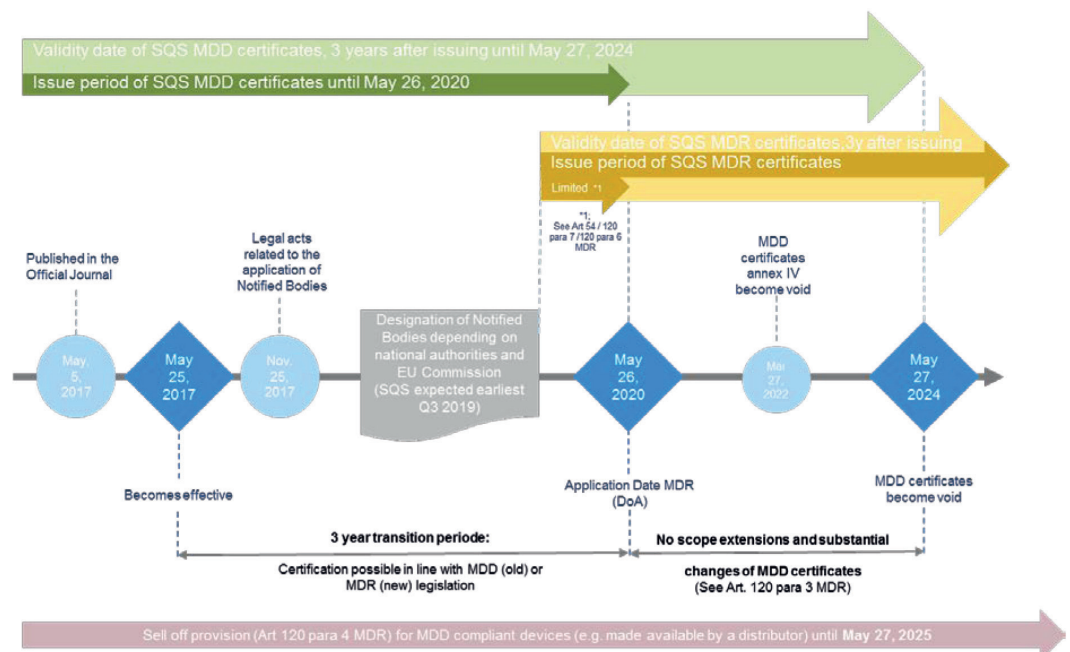 Validity date of SQS MDD certificates, 3 years after issuing until May 27, 2024
Issue period of SQS MDD certificates until May 26, 2020
Validity date of SQS MDR certificates,3y after issuing
Issue period of SQS MDR certificates
Limited *1
*1;
See Art 54 / 120
para 7 /120 para 6
MDR
Published in the
Official Journal
Legal acts
related to the
application of
Notified Bodies
MDD
certificates
annex IV
become void
May,
5,
2017
May
25,
2017
Nov.
25,
2017
Designation of Notified
Bodies depending on
national authorities and
EU Commission
(SQS expected earliest
Q3 2019)
May
26,
2020
Mai
27,
2022
May
27,
2024
Becomes effective
Application Date MDR
(DoA)
MDD certificates
become void
3 year transition periode:
Certification possible in line with MDD (old) or
MDR (new) legislation
No scope extensions and substantial
changes of MDD certificates
(See Art. 120 para 3 MDR)
Sell off provision (Art 120 para 4 MDR) for MDD compliant devices (e.g. made available by a distributor) until May 27, 2025